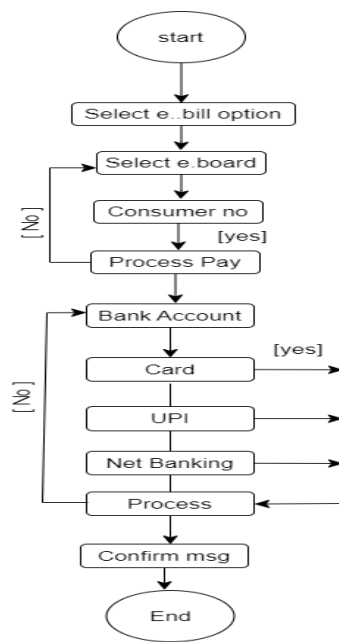 start
Select e..bill option
Select e.board
Consumer no
[No]
[yes]
Process Pay
Bank Account
[yes]
Card
[No]
UPI
Net Banking
Process
Confirm msg
End